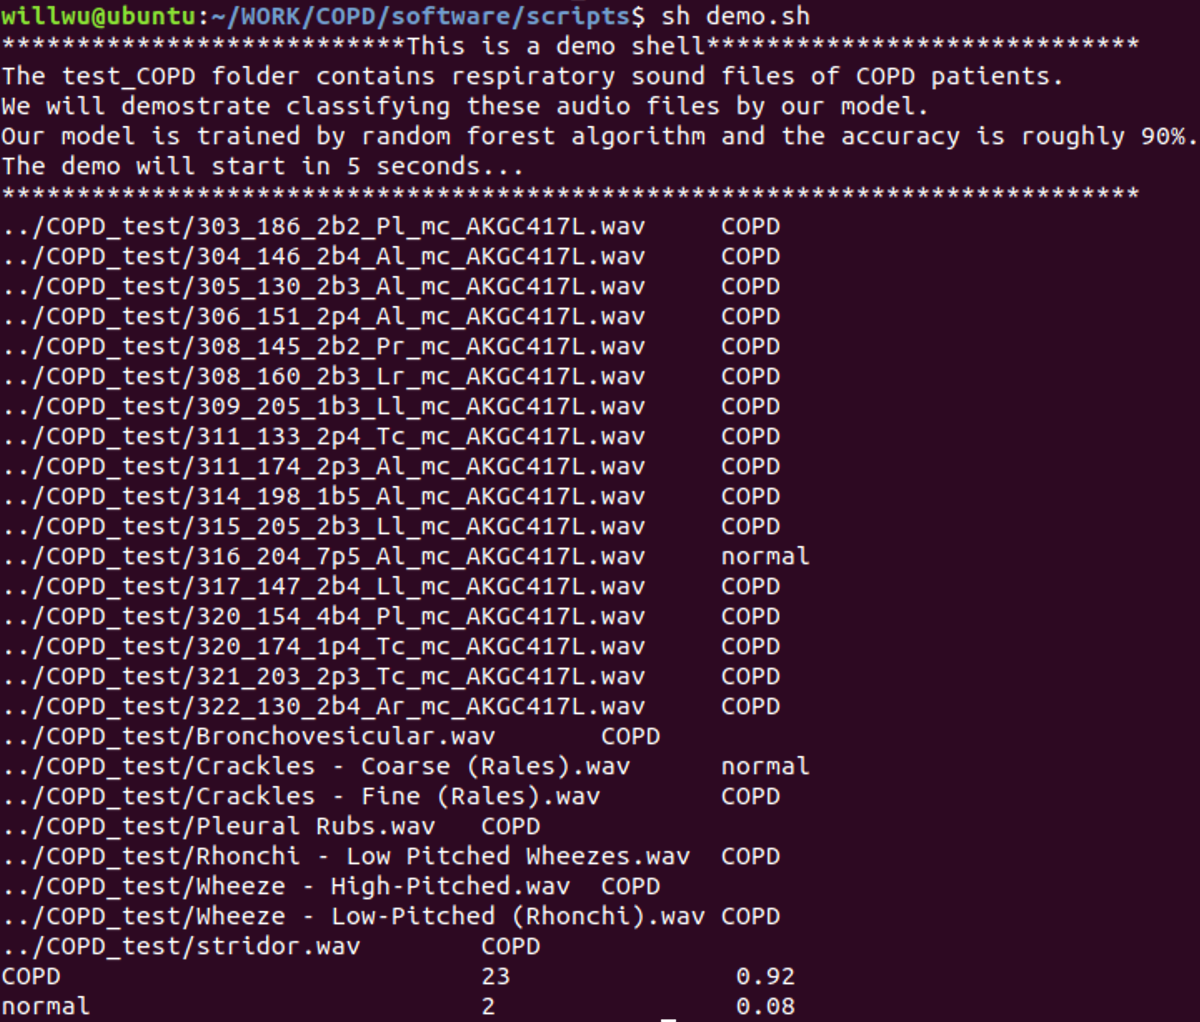 willwu@ubuntu:~/WORK/COPD/software/scripts$ sh demo.sh
***************************This is a demo shell*****************************
The test_COPD folder contains respiratory sound files of COPD patients.
We will demostrate classifying these audio files by our model.
Our model is trained by random forest algorithm and the accuracy is roughly 90%.
The demo will start in 5 seconds...
****************************************************************************
../COPD_test/303_186_2b2_Pl_mc_AKGC417L.wav     COPD
../COPD_test/304_146_2b4_Al_mc_AKGC417L.wav     COPD
../COPD_test/305_130_2b3_Al_mc_AKGC417L.wav     COPD
../COPD_test/306_151_2p4_Al_mc_AKGC417L.wav     COPD
../COPD_test/308_145_2b2_Pr_mc_AKGC417L.wav     COPD
../COPD_test/308_160_2b3_Lr_mc_AKGC417L.wav     COPD
../COPD_test/309_205_1b3_Ll_mc_AKGC417L.wav     COPD
../COPD_test/311_133_2p4_Tc_mc_AKGC417L.wav     COPD
../COPD_test/311_174_2p3_Al_mc_AKGC417L.wav     COPD
../COPD_test/314_198_1b5_Al_mc_AKGC417L.wav     COPD
../COPD_test/315_205_2b3_Ll_mc_AKGC417L.wav     COPD
../COPD_test/316_204_7p5_Al_mc_AKGC417L.wav     normal
../COPD_test/317_147_2b4_Ll_mc_AKGC417L.wav     COPD
../COPD_test/320_154_4b4_Pl_mc_AKGC417L.wav     COPD
../COPD_test/320_174_1p4_Tc_mc_AKGC417L.wav     COPD
../COPD_test/321_203_2p3_Tc_mc_AKGC417L.wav     COPD
../COPD_test/322_130_2b4_Ar_mc_AKGC417L.wav     COPD
../COPD_test/Bronchovesicular.wav       COPD
../COPD_test/Crackles - Coarse (Rales).wav      normal
../COPD_test/Crackles - Fine (Rales).wav        COPD
../COPD_test/Pleural Rubs.wav   COPD
../COPD_test/Rhonchi - Low Pitched Wheezes.wav  COPD
../COPD_test/Wheeze - High-Pitched.wav  COPD
../COPD_test/Wheeze - Low-Pitched (Rhonchi).wav COPD
../COPD_test/stridor.wav        COPD
COPD                            23               0.92
normal                          2                0.08